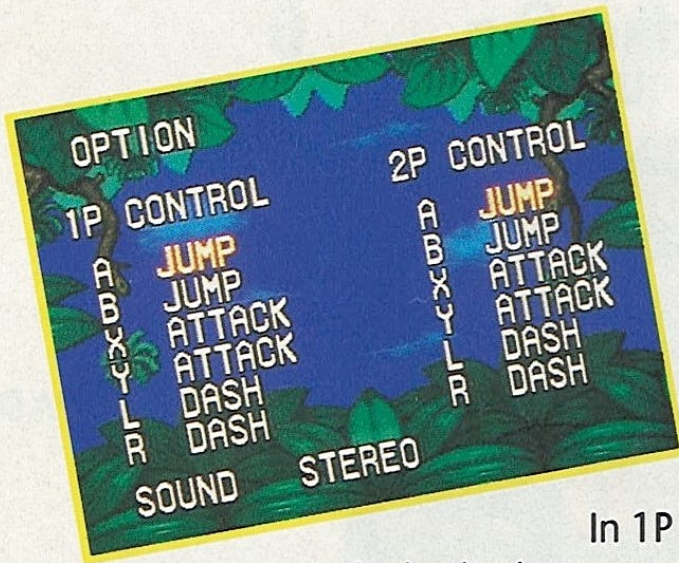 OPTION
1P CONTROL
A JUMP
B JUMP
X ATTACK
Y ATTACK
L DASH
R DASH
2P CONTROL
A JUMP
B JUMP
X ATTACK
Y ATTACK
L DASH
R DASH
SOUND STEREO
In 1P